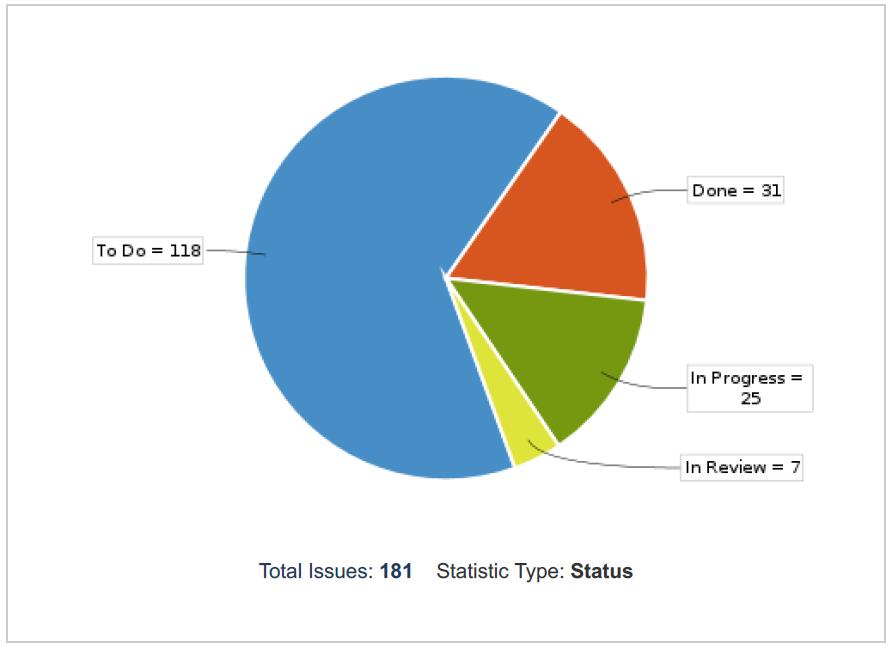 Done = 31
To Do = 118
In Progress =
25
In Review = 7
Total Issues: 181 Statistic Type: Status